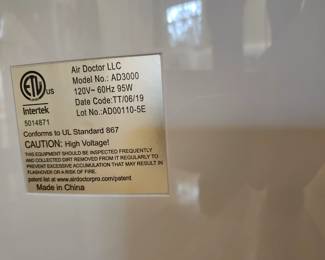 Air Doctor LLC
Model No.: AD3000
120V~ 60Hz 95W
Date Code:TT/06/19
Lot No.:AD00110-5E
ETL
US
Intertek
5014871
Conforms to UL Standard 867
CAUTION: High Voltage!
THIS EQUIPMENT SHOULD BE INSPECTED FREQUENTLY
AND COLLECTED DIRT REMOVED FROM IT REGULARLY TO
PREVENT EXCESSIVE ACCUMULATION THAT MAY RESULT IN
FLASHOVER OR A RISK OF FIRE.
patent list at www.airdoctorpro.com/patent
Made in China